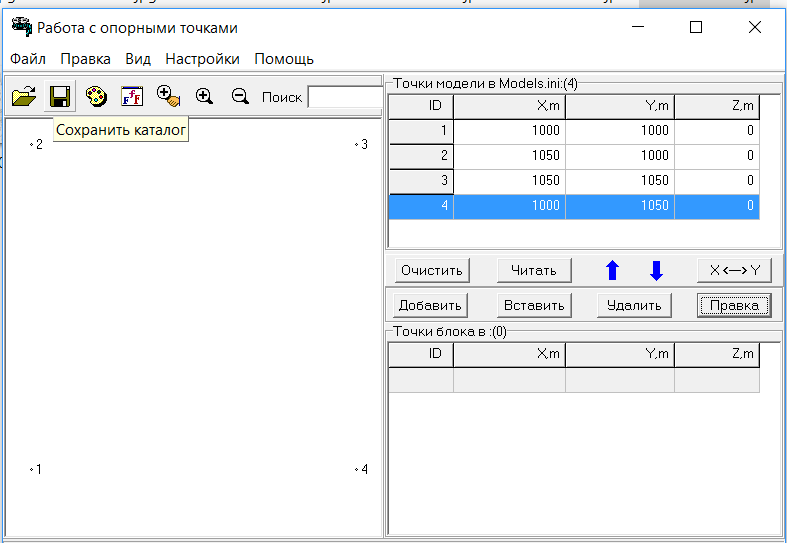 Работа с опорными точками
Файл Правка Вид Настройки Помощь
Поиск
Сохранить каталог
2 3
1 4
Точки модели в Models.ini:(4)
ID X,m Y,m Z,m
1 1000 1000 0
2 1050 1000 0
3 1050 1050 0
4 1000 1050 0
Очистить Читать X<-->Y
Добавить Вставить Удалить Правка
Точки блока в :(0)
ID X,m Y,m Z,m